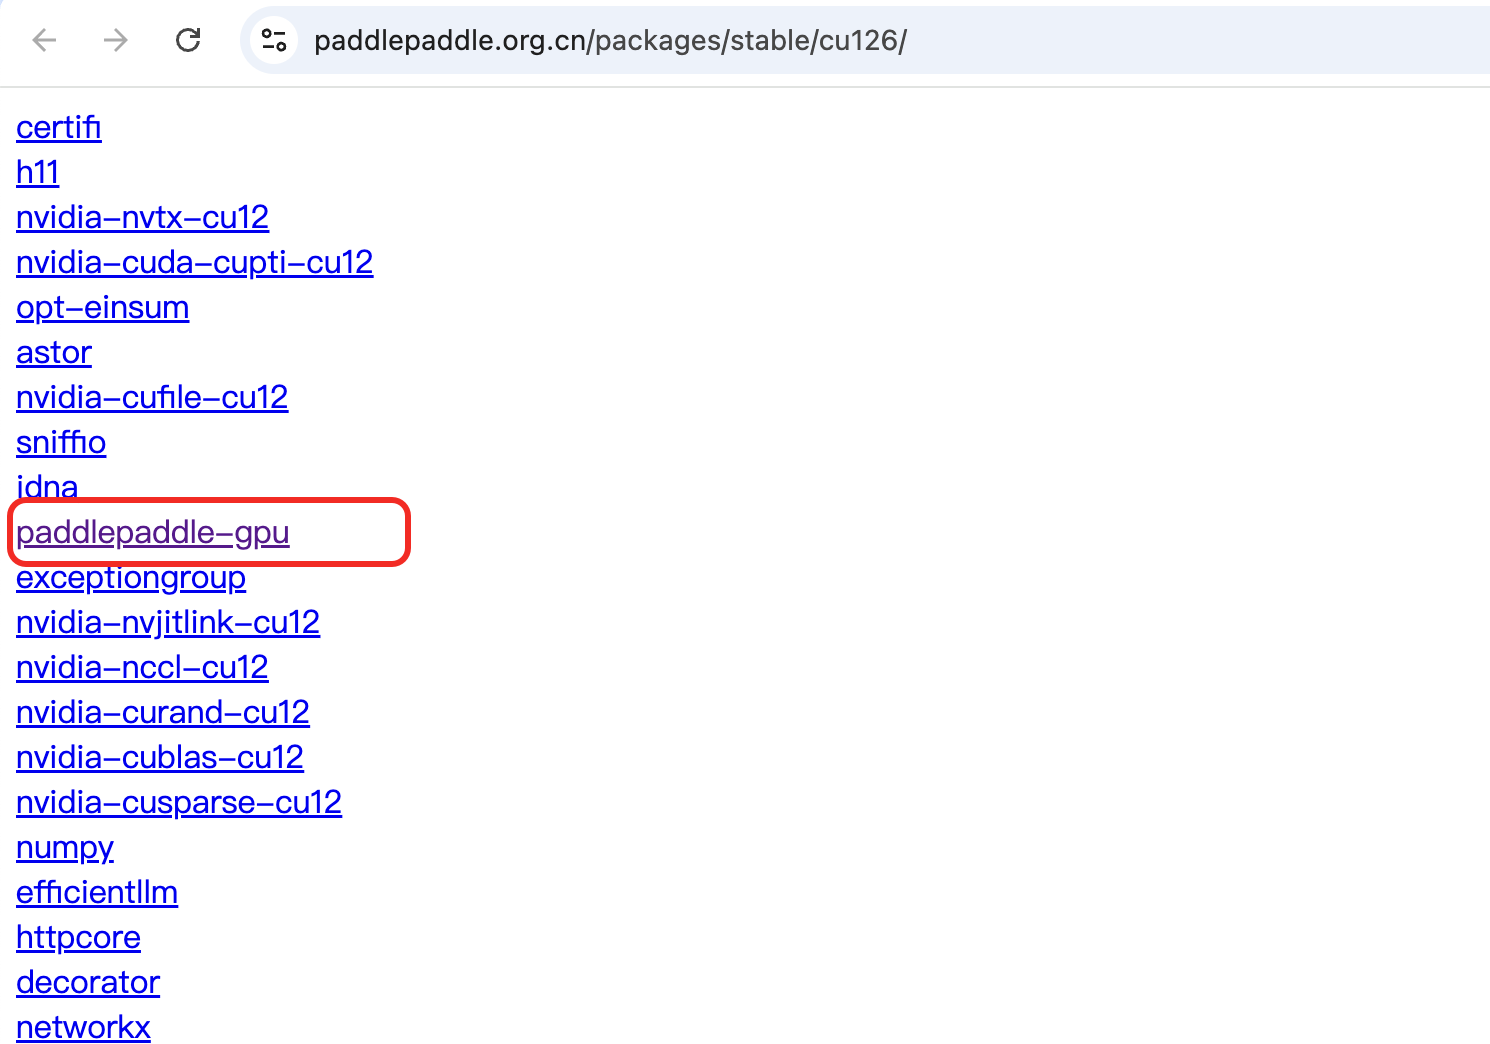 paddlepaddle.org.cn/packages/stable/cu126/
certifi
h11
nvidia-nvtx-cu12
nvidia-cuda-cupti-cu12
opt-einsum
astor
nvidia-cufile-cu12
sniffio
idna
paddlepaddle-gpu
exceptiongroup
nvidia-nvjitlink-cu12
nvidia-nccl-cu12
nvidia-curand-cu12
nvidia-cublas-cu12
nvidia-cusparse-cu12
numpy
efficientllm
httpcore
decorator
networkx